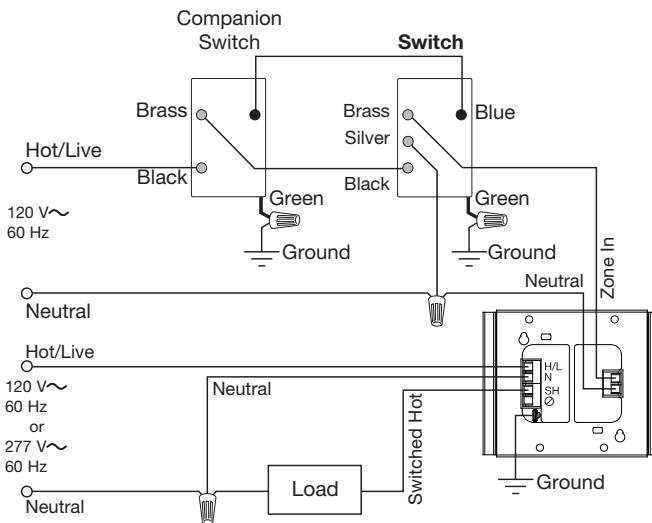 Companion
Switch
Switch
Brass
Brass
Blue
Silver
Hot/Live
Black
Black
Green
Green
120 V~
60 Hz
Ground
Ground
Zone In
Neutral
Neutral
Hot/Live
H/L
N
SH
120 V~
60 Hz
or
277 V~
60 Hz
Neutral
Switched Hot
Load
Ground
Neutral